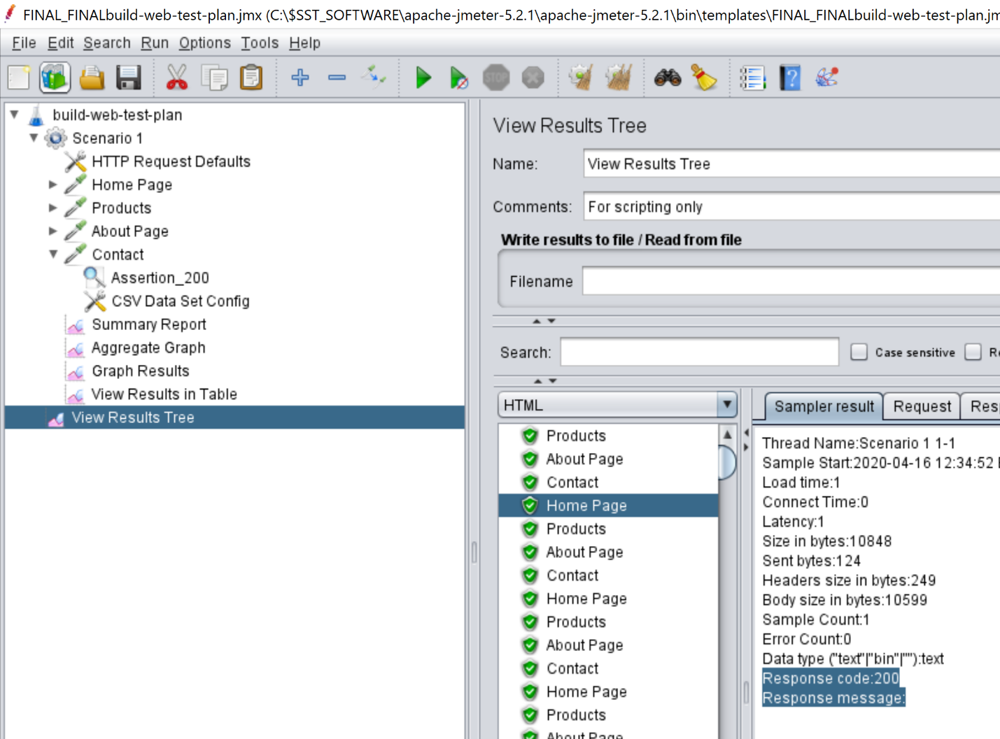 FINAL_FINALbuild-web-test-plan.jmx (C:\$SST_SOFTWARE\apache-jmeter-5.2.1\apache-jmeter-5.2.1\bin\templates\FINAL_FINALbuild-web-test-plan.jm
File Edit Search Run Options Tools Help
STOP
?
build-web-test-plan
Scenario 1
HTTP Request Defaults
Home Page
Products
About Page
Contact
Assertion_200
CSV Data Set Config
Summary Report
Aggregate Graph
Graph Results
View Results in Table
View Results Tree
View Results Tree
Name: View Results Tree
Comments: For scripting only
Write results to file / Read from file
Filename
Search: Case sensitive
HTML
Products
About Page
Contact
Home Page
Products
About Page
Contact
Home Page
Products
About Page
Contact
Home Page
Products
About Page
Sampler result Request Res
Thread Name:Scenario 1 1-1
Sample Start:2020-04-16 12:34:52
Load time:1
Connect Time:0
Latency:1
Size in bytes:10848
Sent bytes:124
Headers size in bytes:249
Body size in bytes:10599
Sample Count:1
Error Count:0
Data type ("text"|"bin"|""):text
Response code:200
Response message: